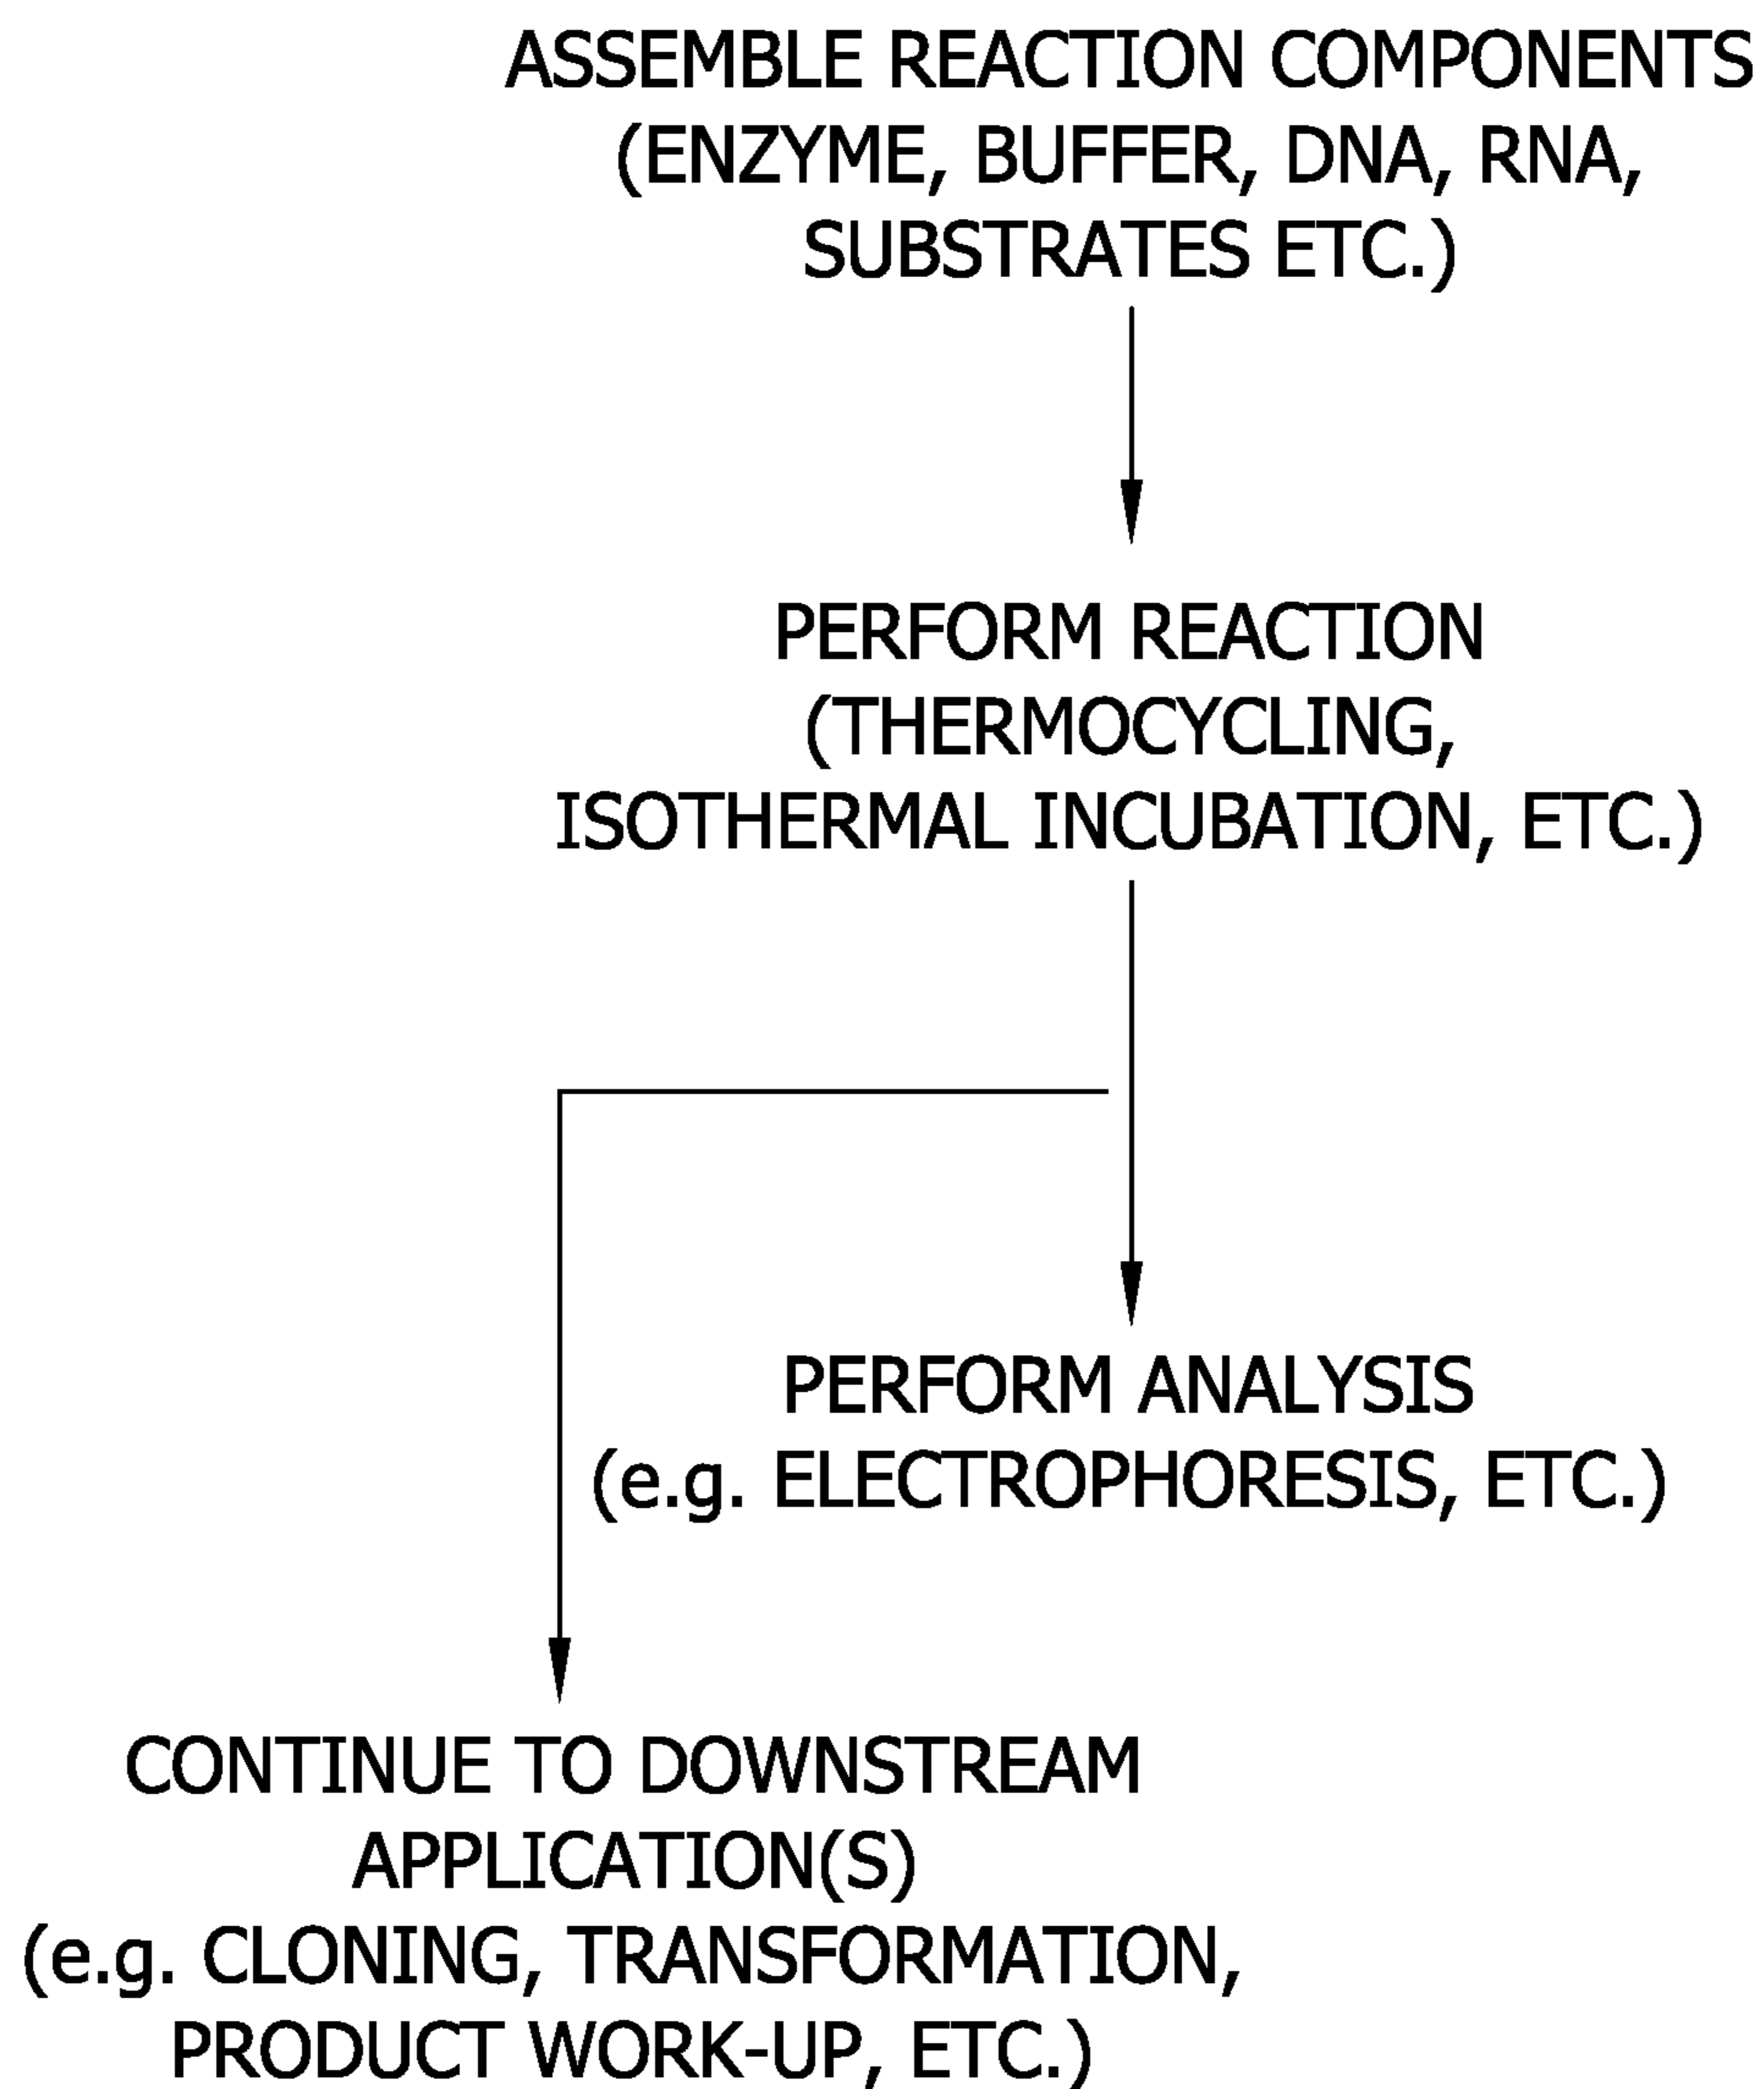 ASSEMBLE REACTION COMPONENTS
(ENZYME, BUFFER, DNA, RNA,
SUBSTRATES ETC.)
PERFORM REACTION
(THERMOCYCLING,
ISOTHERMAL INCUBATION, ETC.)
PERFORM ANALYSIS
(e.g. ELECTROPHORESIS, ETC.)
CONTINUE TO DOWNSTREAM
APPLICATION(S)
(e.g. CLONING, TRANSFORMATION,
PRODUCT WORK-UP, ETC.)